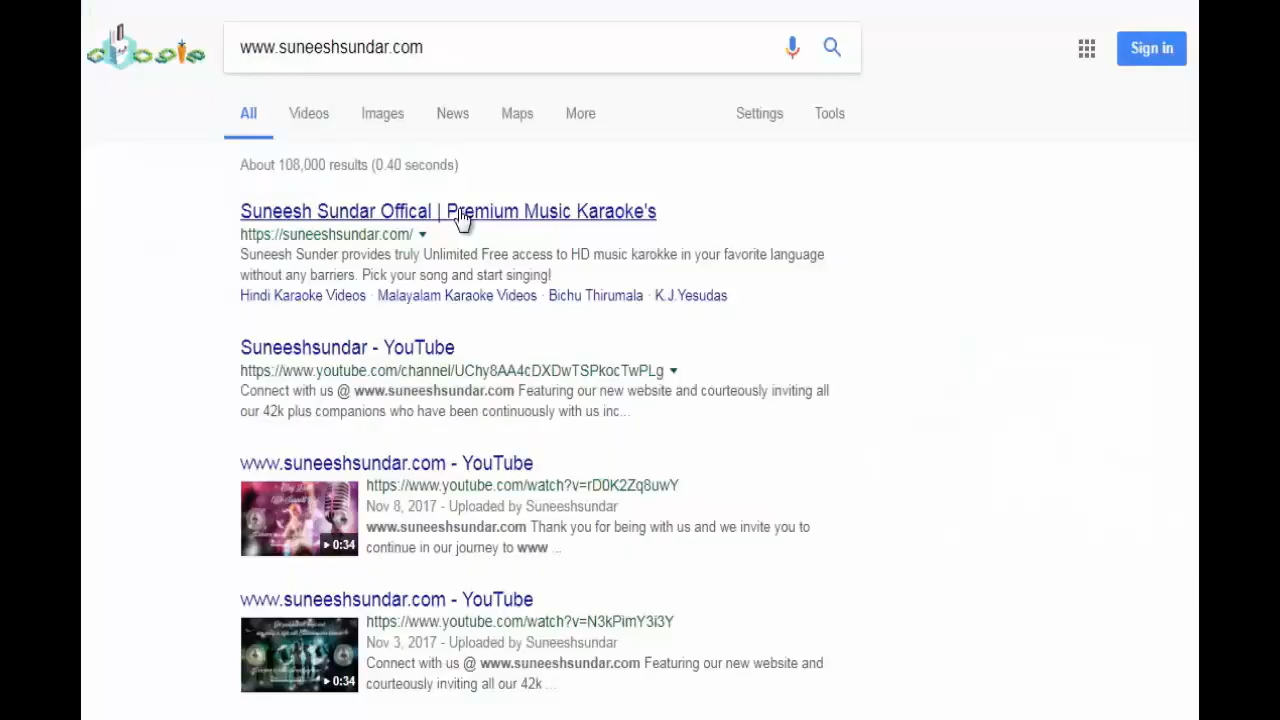 www.suneeshsundar.com
Sign in
All Videos Images News Maps More Settings Tools
About 108,000 results (0.40 seconds)
Suneesh Sundar Offical | Premium Music Karaoke's
https://suneeshsundar.com/
Suneesh Sunder provides truly Unlimited Free access to HD music karokke in your favorite language
without any barriers. Pick your song and start singing!
Hindi Karaoke Videos · Malayalam Karaoke Videos · Bichu Thirumala · K.J.Yesudas
Suneeshsundar - YouTube
https://www.youtube.com/channel/UChy8AA4cDXDwTSPkocTwPLg
Connect with us @ www.suneeshsundar.com Featuring our new website and courteously inviting all
our 42k plus companions who have been continuously with us inc...
www.suneeshsundar.com - YouTube
https://www.youtube.com/watch?v=rD0K2Zq8uwY
Nov 8, 2017 - Uploaded by Suneeshsundar
www.suneeshsundar.com Thank you for being with us and we invite you to
continue in our journey to www ...
0:34
www.suneeshsundar.com - YouTube
https://www.youtube.com/watch?v=N3kPimY3i3Y
Nov 3, 2017 - Uploaded by Suneeshsundar
Connect with us @ www.suneeshsundar.com Featuring our new website and
courteously inviting all our 42k ...
0:34